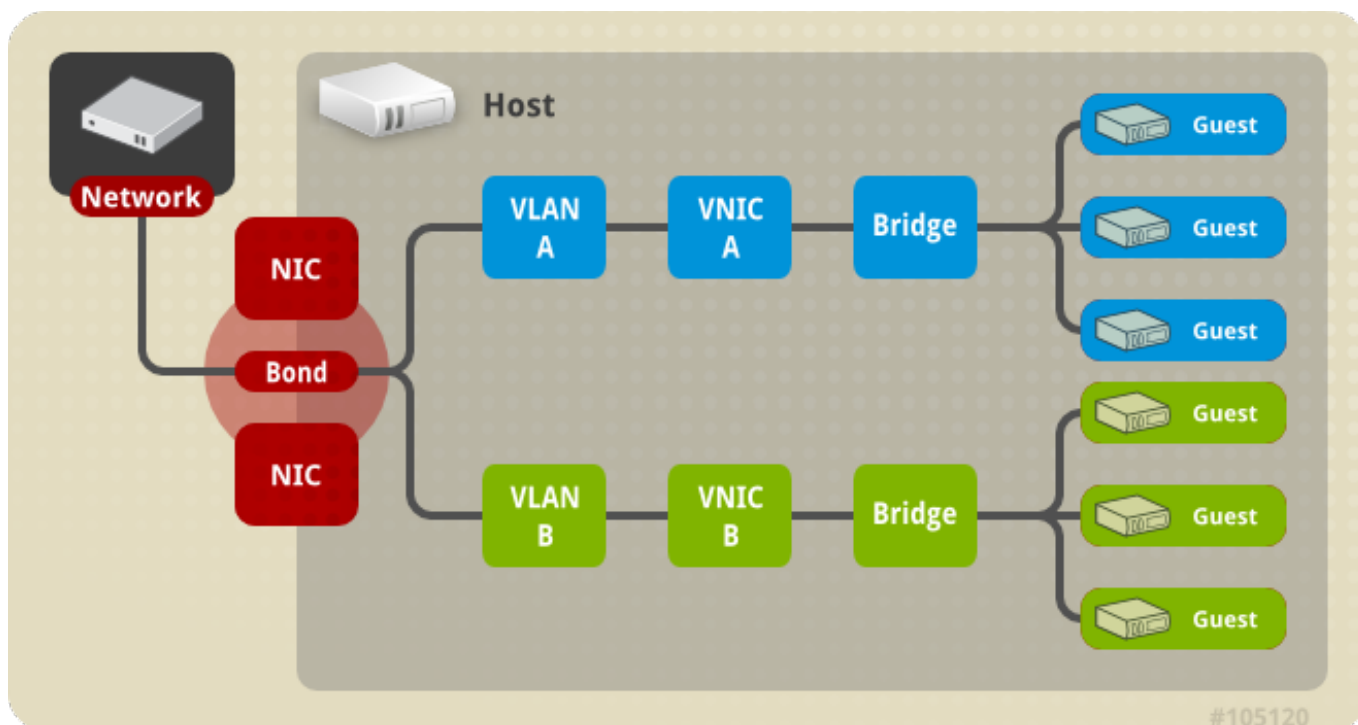 Host
Network
NIC
Bond
NIC
VLAN
A
VNIC
A
Bridge
Guest
Guest
Guest
VLAN
B
VNIC
B
Bridge
Guest
Guest
Guest
#105120